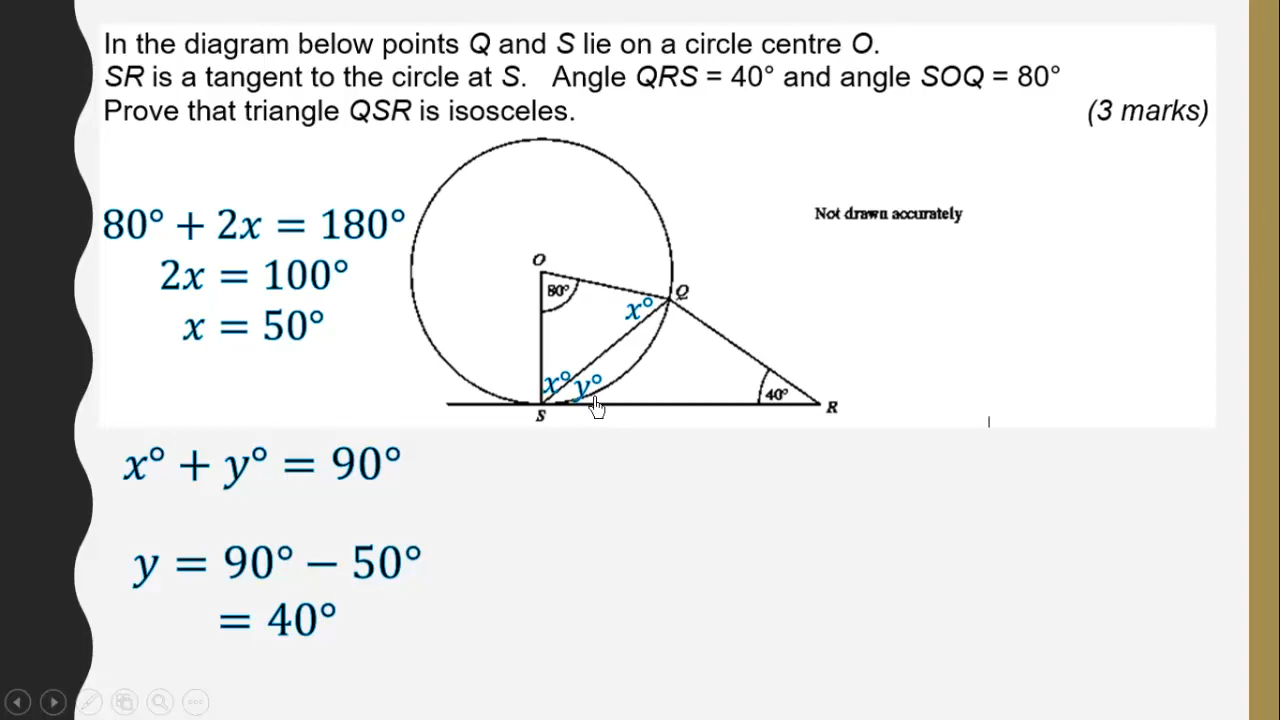 In the diagram below points Q and S lie on a circle centre O.
SR is a tangent to the circle at S. Angle QRS = 40° and angle SOQ = 80°
Prove that triangle QSR is isosceles. (3 marks)
80° + 2x = 180°
2x = 100°
x = 50°
Not drawn accurately
O
80°
Q
x°
x°
y°
40°
S
R
x° + y° = 90°
y = 90° − 50°
= 40°